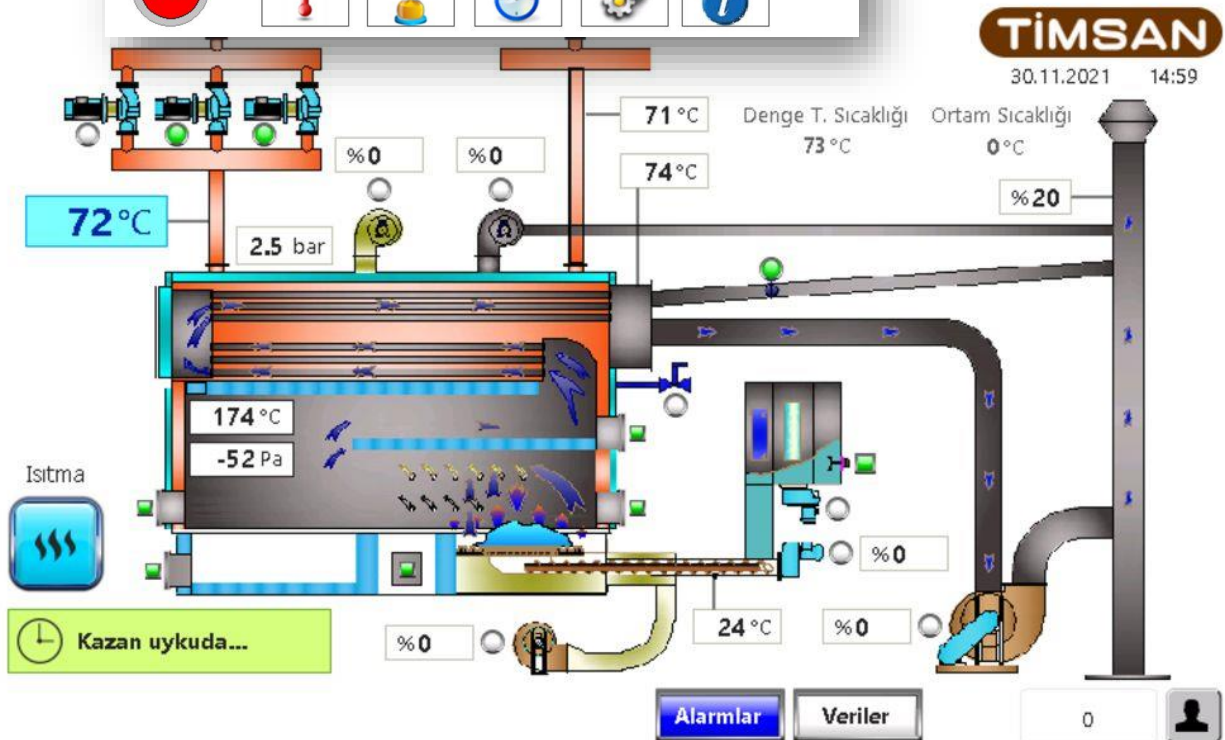 TİMSAN
30.11.2021 14:59
71 °C
Denge T. Sıcaklığı
73 °C
Ortam Sıcaklığı
0 °C
%0
%0
74 °C
%20
72 °C
2.5 bar
174 °C
-52 Pa
Isıtma
%0
24 °C
%0
%0
Kazan uykuda...
Alarmlar
Veriler
0